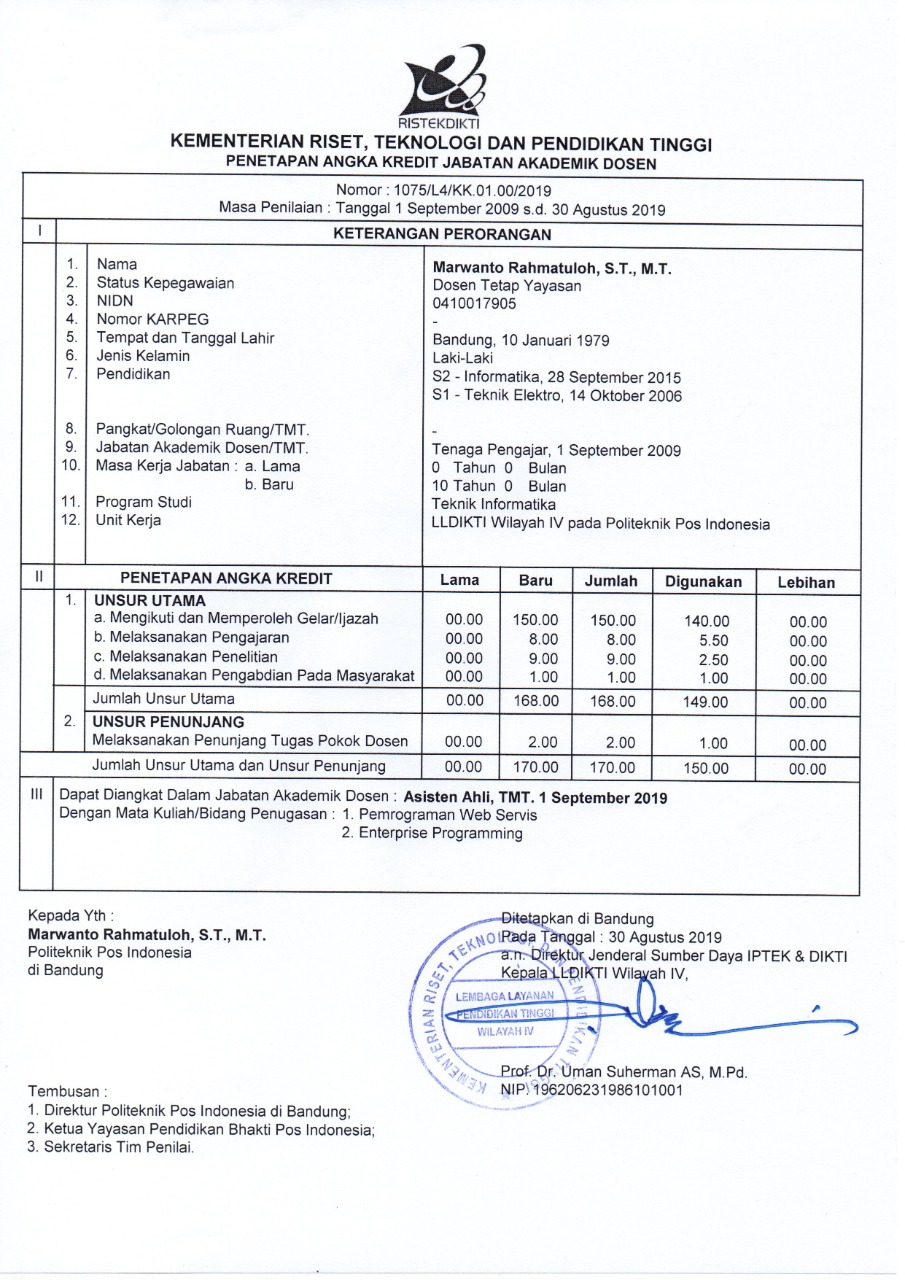 RISTEKDIKTI
KEMENTERIAN RISET, TEKNOLOGI DAN PENDIDIKAN TINGGI
PENETAPAN ANGKA KREDIT JABATAN AKADEMIK DOSEN
Nomor : 1075/L4/KK.01.00/2019
Masa Penilaian : Tanggal 1 September 2009 s.d. 30 Agustus 2019
I KETERANGAN PERORANGAN
1. Nama Marwanto Rahmatuloh, S.T., M.T.
2. Status Kepegawaian Dosen Tetap Yayasan
3. NIDN 0410017905
4. Nomor KARPEG -
5. Tempat dan Tanggal Lahir Bandung, 10 Januari 1979
6. Jenis Kelamin Laki-Laki
7. Pendidikan S2 - Informatika, 28 September 2015
S1 - Teknik Elektro, 14 Oktober 2006
8. Pangkat/Golongan Ruang/TMT. -
9. Jabatan Akademik Dosen/TMT. Tenaga Pengajar, 1 September 2009
10. Masa Kerja Jabatan : a. Lama 0 Tahun 0 Bulan
b. Baru 10 Tahun 0 Bulan
11. Program Studi Teknik Informatika
12. Unit Kerja LLDIKTI Wilayah IV pada Politeknik Pos Indonesia
II PENETAPAN ANGKA KREDIT Lama Baru Jumlah Digunakan Lebihan
1. UNSUR UTAMA
a. Mengikuti dan Memperoleh Gelar/Ijazah 00.00 150.00 150.00 140.00 00.00
b. Melaksanakan Pengajaran 00.00 8.00 8.00 5.50 00.00
c. Melaksanakan Penelitian 00.00 9.00 9.00 2.50 00.00
d. Melaksanakan Pengabdian Pada Masyarakat 00.00 1.00 1.00 1.00 00.00
Jumlah Unsur Utama 00.00 168.00 168.00 149.00 00.00
2. UNSUR PENUNJANG
Melaksanakan Penunjang Tugas Pokok Dosen 00.00 2.00 2.00 1.00 00.00
Jumlah Unsur Utama dan Unsur Penunjang 00.00 170.00 170.00 150.00 00.00
III Dapat Diangkat Dalam Jabatan Akademik Dosen : Asisten Ahli, TMT. 1 September 2019
Dengan Mata Kuliah/Bidang Penugasan : 1. Pemrograman Web Servis
2. Enterprise Programming
Kepada Yth :
Marwanto Rahmatuloh, S.T., M.T.
Politeknik Pos Indonesia
di Bandung
Ditetapkan di Bandung
Pada Tanggal : 30 Agustus 2019
a.n. Direktur Jenderal Sumber Daya IPTEK & DIKTI
Kepala LLDIKTI Wilayah IV,
KEMENTERIAN RISET, TEKNOLOGI, DAN PENDIDIKAN TINGGI
LEMBAGA LAYANAN
PENDIDIKAN TINGGI
WILAYAH IV
Prof. Dr. Uman Suherman AS, M.Pd.
NIP. 196206231986101001
Tembusan :
1. Direktur Politeknik Pos Indonesia di Bandung;
2. Ketua Yayasan Pendidikan Bhakti Pos Indonesia;
3. Sekretaris Tim Penilai.